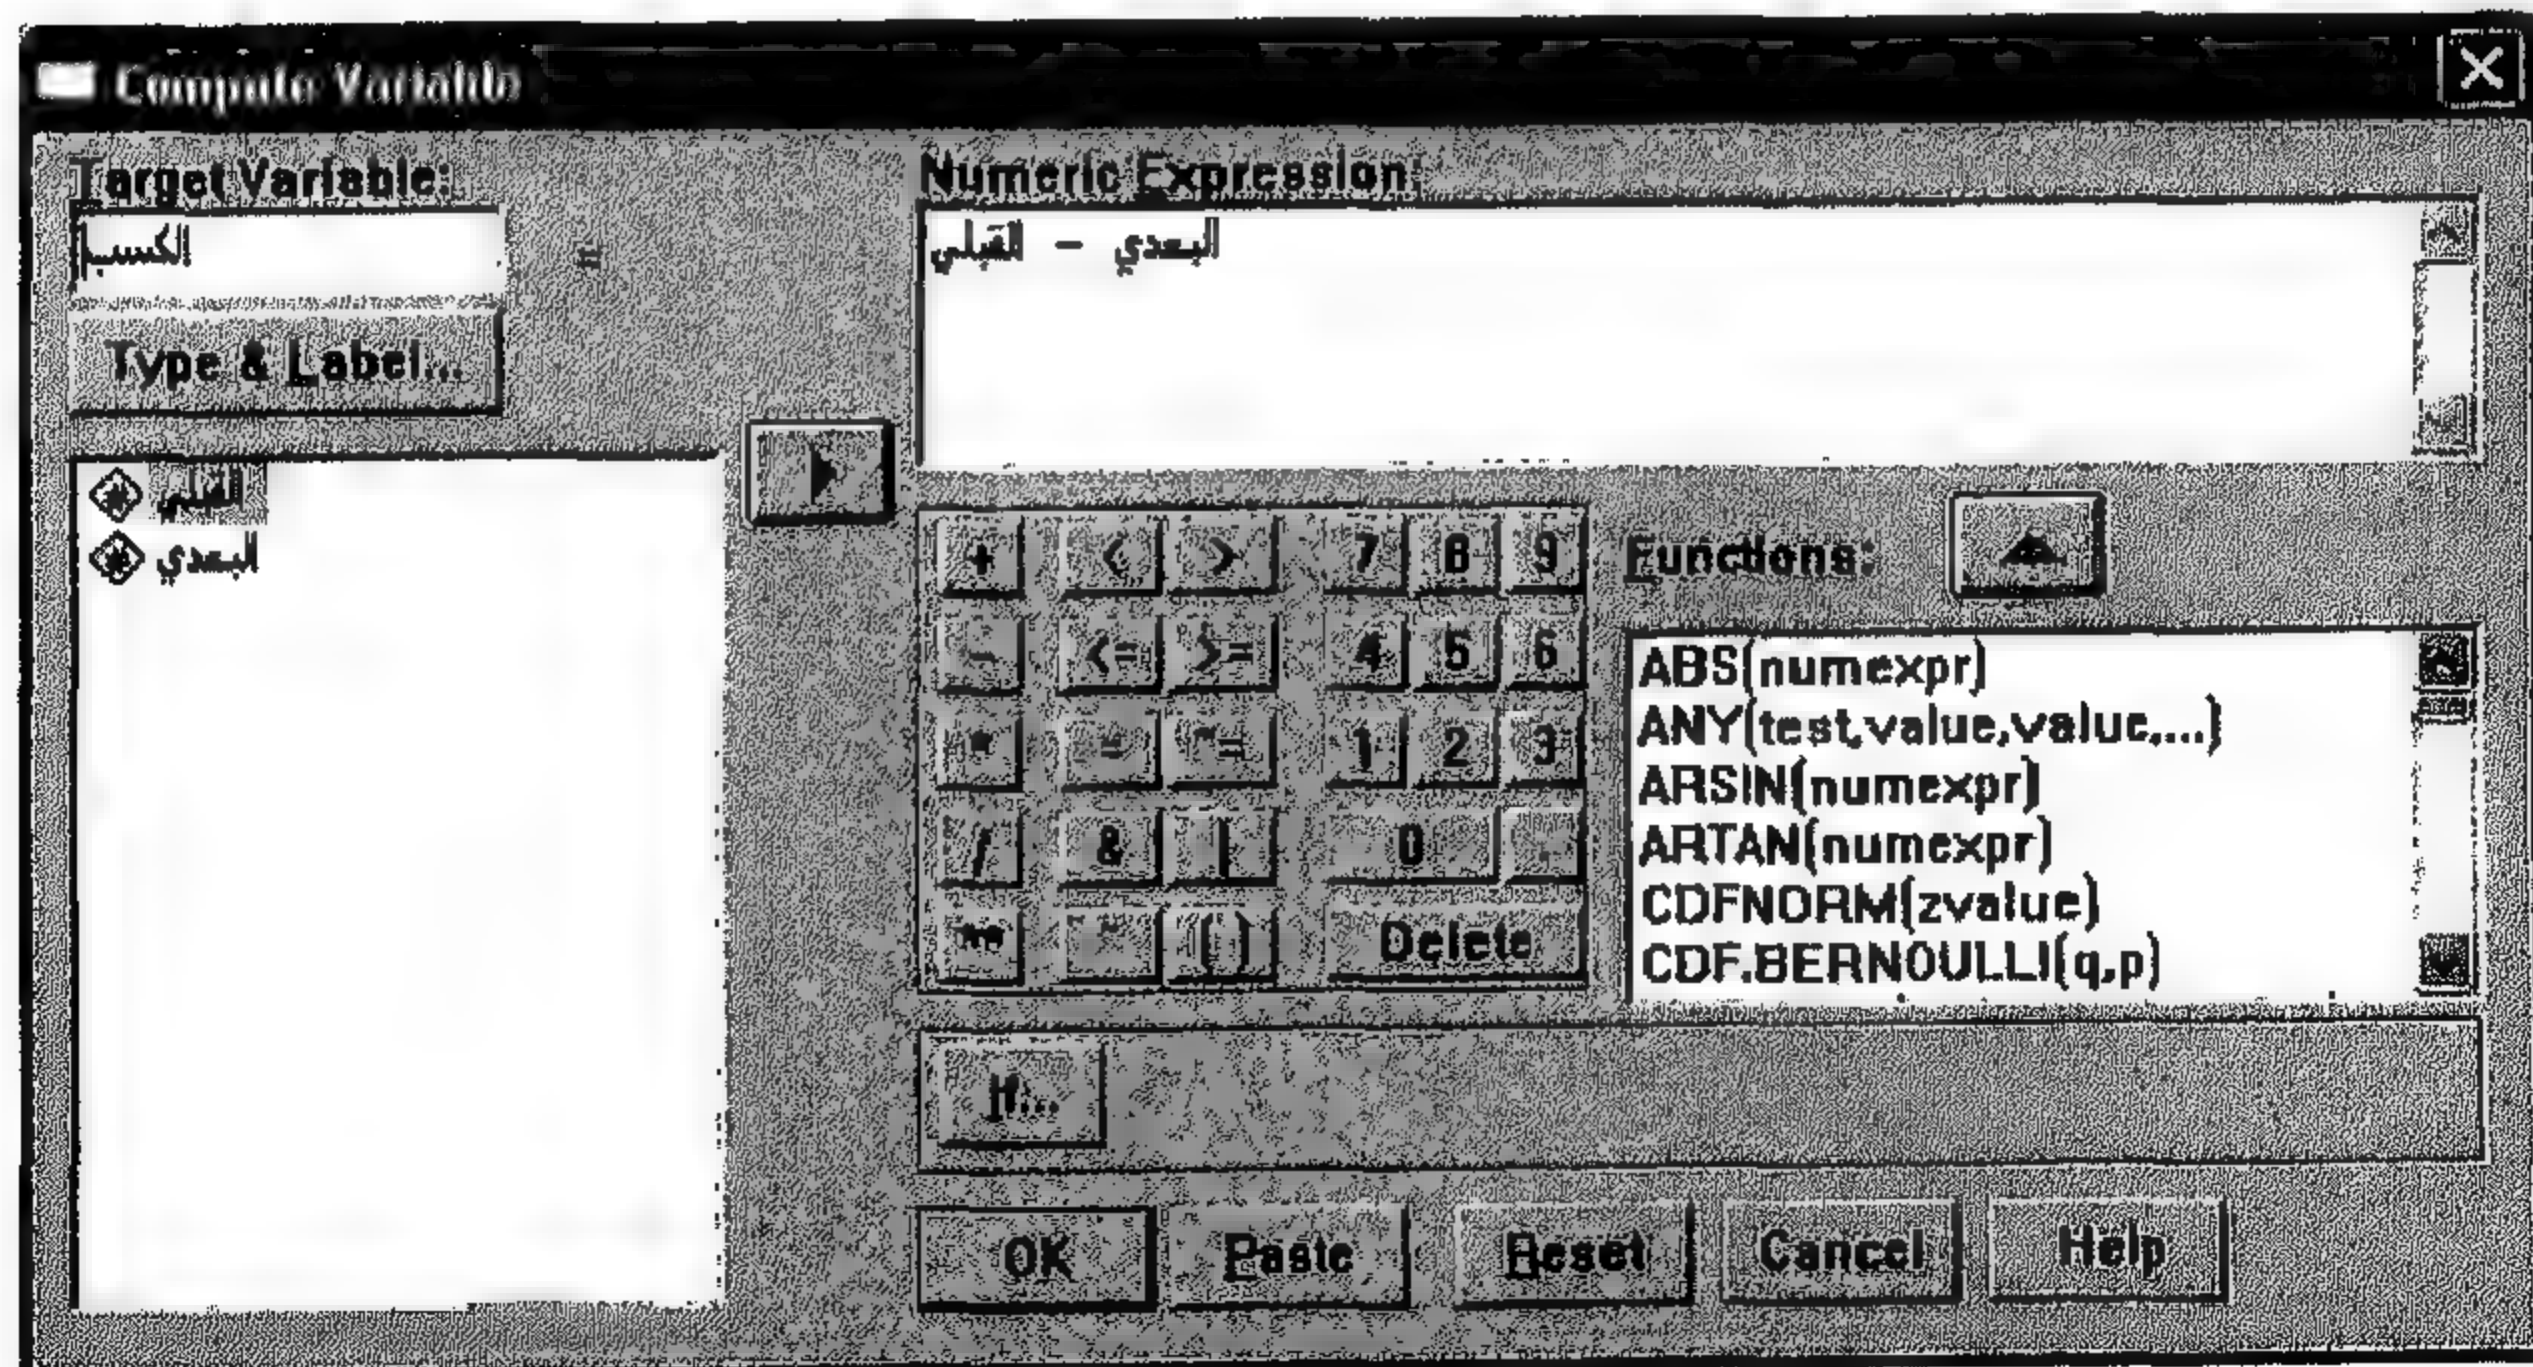 Compute Variable
Target Variable:
الكسب
=
Type & Label...
Numeric Expression:
البعدي - القبلي
القبلي
البعدي
+ < > 7 8 9
- <= >= 4 5 6
* = ~= 1 2 3
/ & | 0 .
** ~ () Delete
Functions:
ABS(numexpr)
ANY(test,value,value,...)
ARSIN(numexpr)
ARTAN(numexpr)
CDFNORM(zvalue)
CDF.BERNOULLI(q,p)
If...
OK
Paste
Reset
Cancel
Help